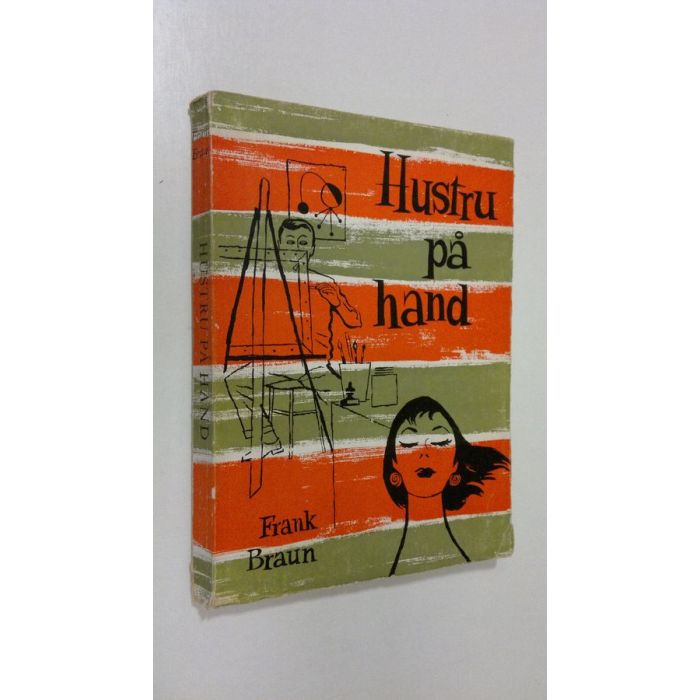 Hustru
på
hand
Frank
Braun
HUSTRU PÅ HAND